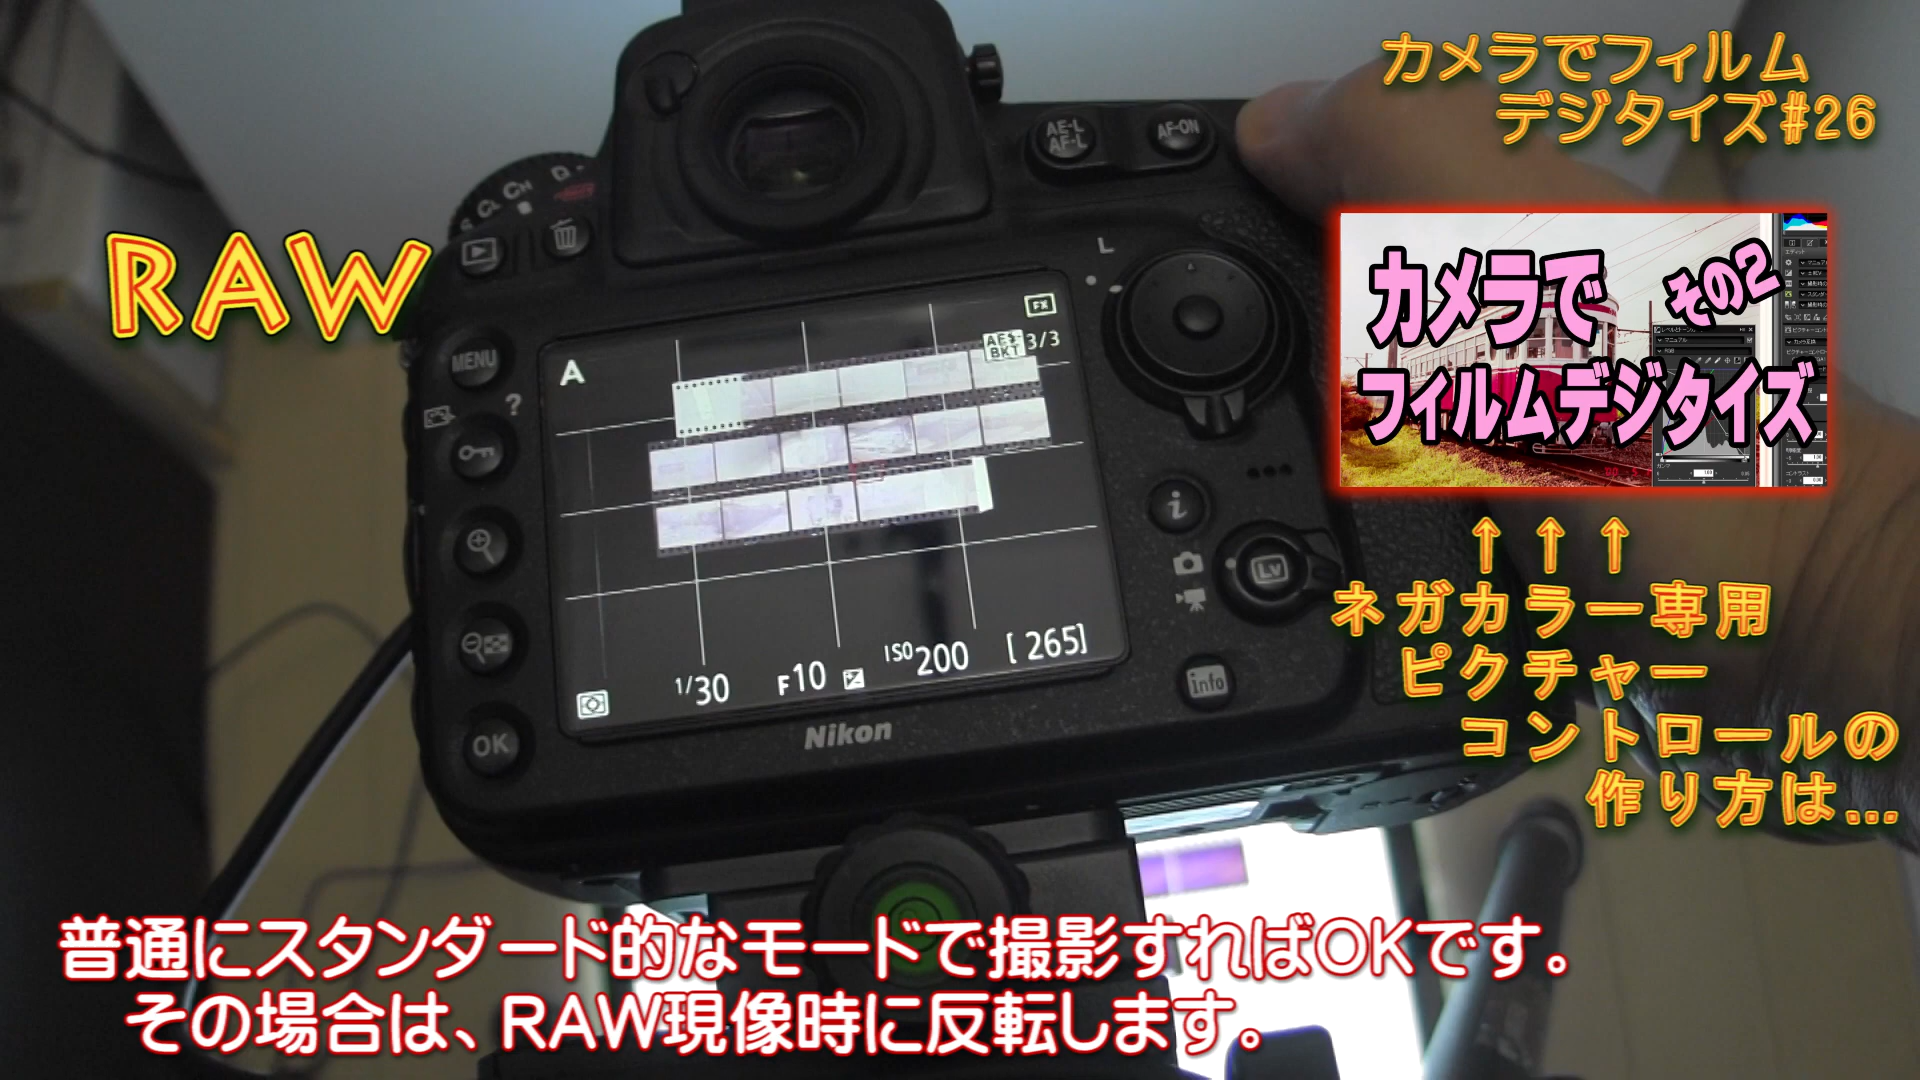 カメラでフィルム
デジタイズ#26
RAW
AE-L
AF-L
AF-ON
L
MENU
?
A
FX
AE
BKT
3/3
カメラで その2
フィルムデジタイズ
i
Lv
info
OK
1/30 F10 ISO 200 [ 265]
Nikon
↑ ↑ ↑
ネガカラー専用
ピクチャー
コントロールの
作り方は...
普通にスタンダード的なモードで撮影すればOKです。
その場合は、RAW現像時に反転します。